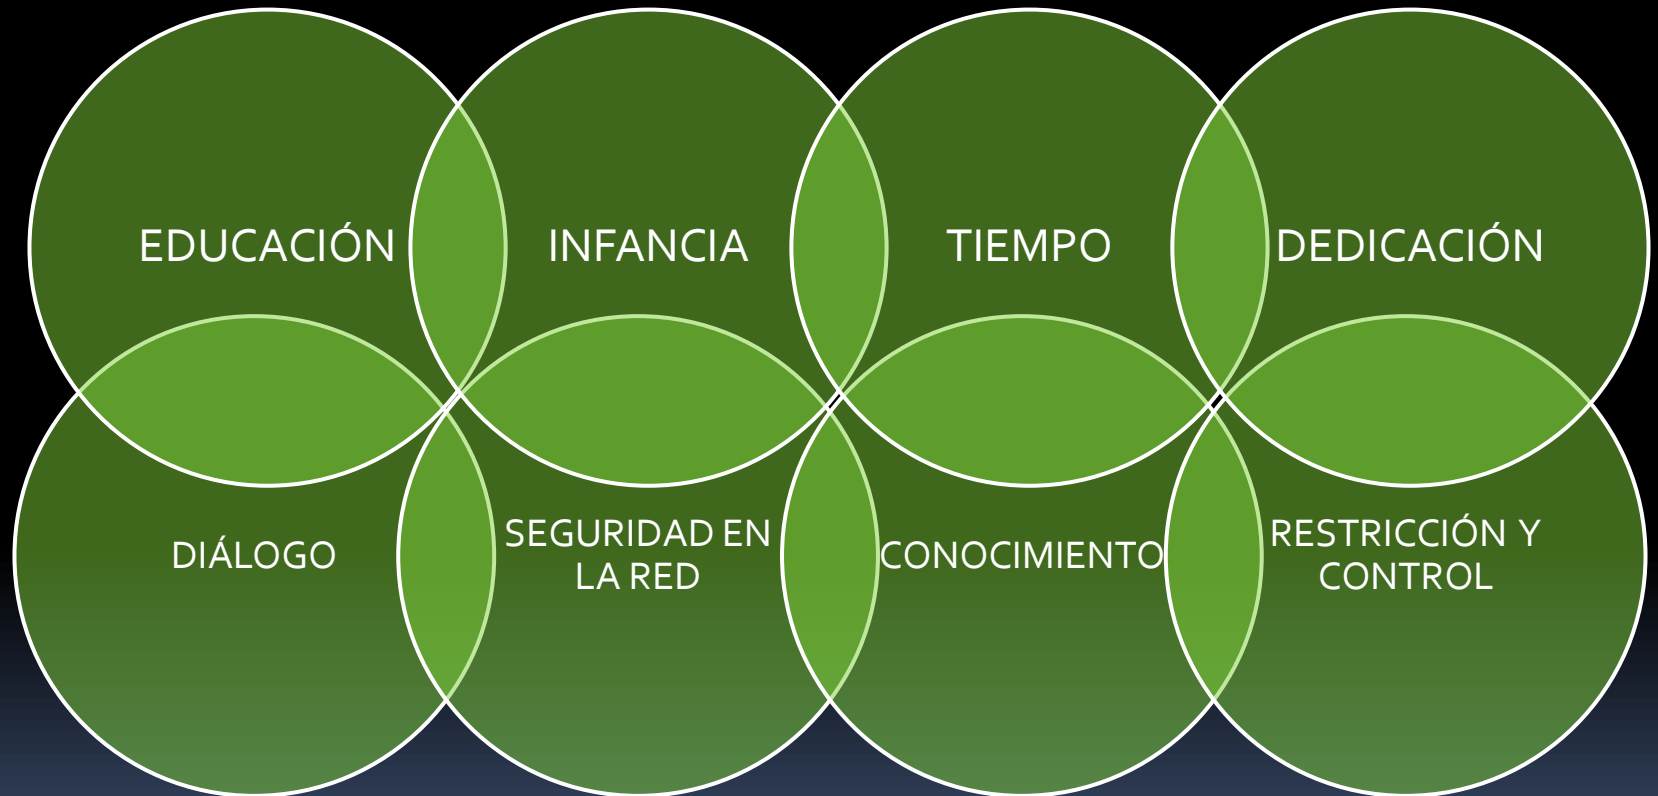 EDUCACIÓN
INFANCIA
TIEMPO
DEDICACIÓN
DIÁLOGO
SEGURIDAD EN
LA RED
CONOCIMIENTO
RESTRICCIÓN Y
CONTROL